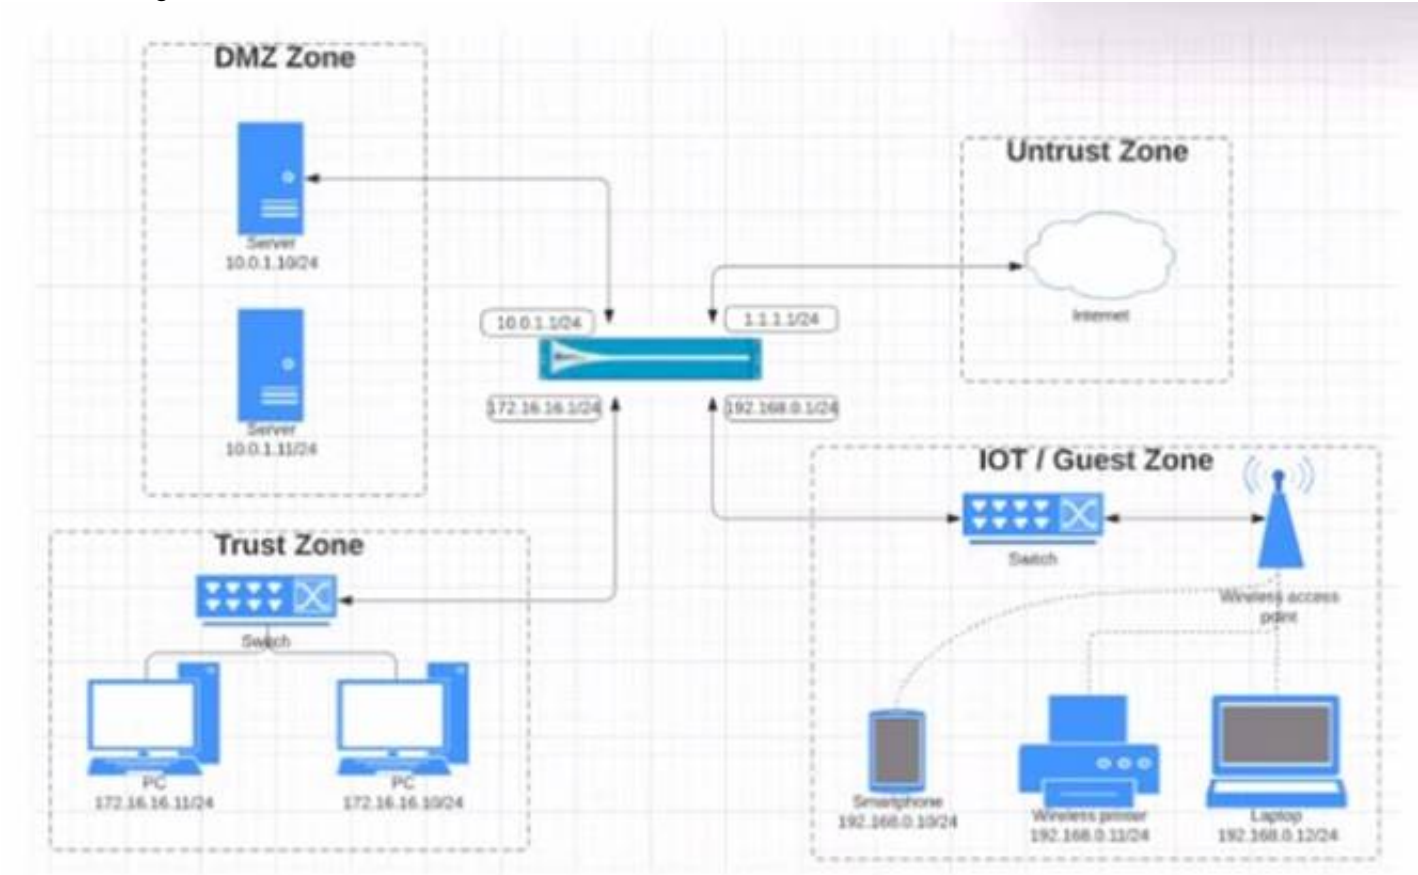 DMZ Zone
Server
10.0.1.10/24
Server
10.0.1.11/24
Untrust Zone
Internet
10.0.1.1/24
1.1.1.1/24
172.16.16.1/24
192.168.0.1/24
Trust Zone
Switch
PC
172.16.16.11/24
PC
172.16.16.10/24
IOT / Guest Zone
Switch
Wireless access
point
Smartphone
192.168.0.10/24
Wireless printer
192.168.0.11/24
Laptop
192.168.0.12/24